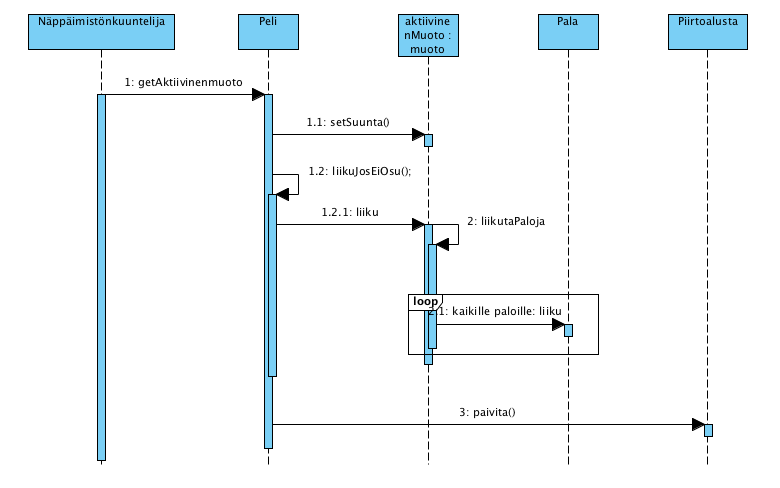 Näppäimistönkuuntelija
Peli
aktiivine
nMuoto :
muoto
Pala
Piirtoalusta
1: getAktiivinenmuoto
1.1: setSuunta()
1.2: liikuJosEiOsu();
1.2.1: liiku
2: liikutaPaloja
loop
2.1: kaikille paloille: liiku
3: paivita()